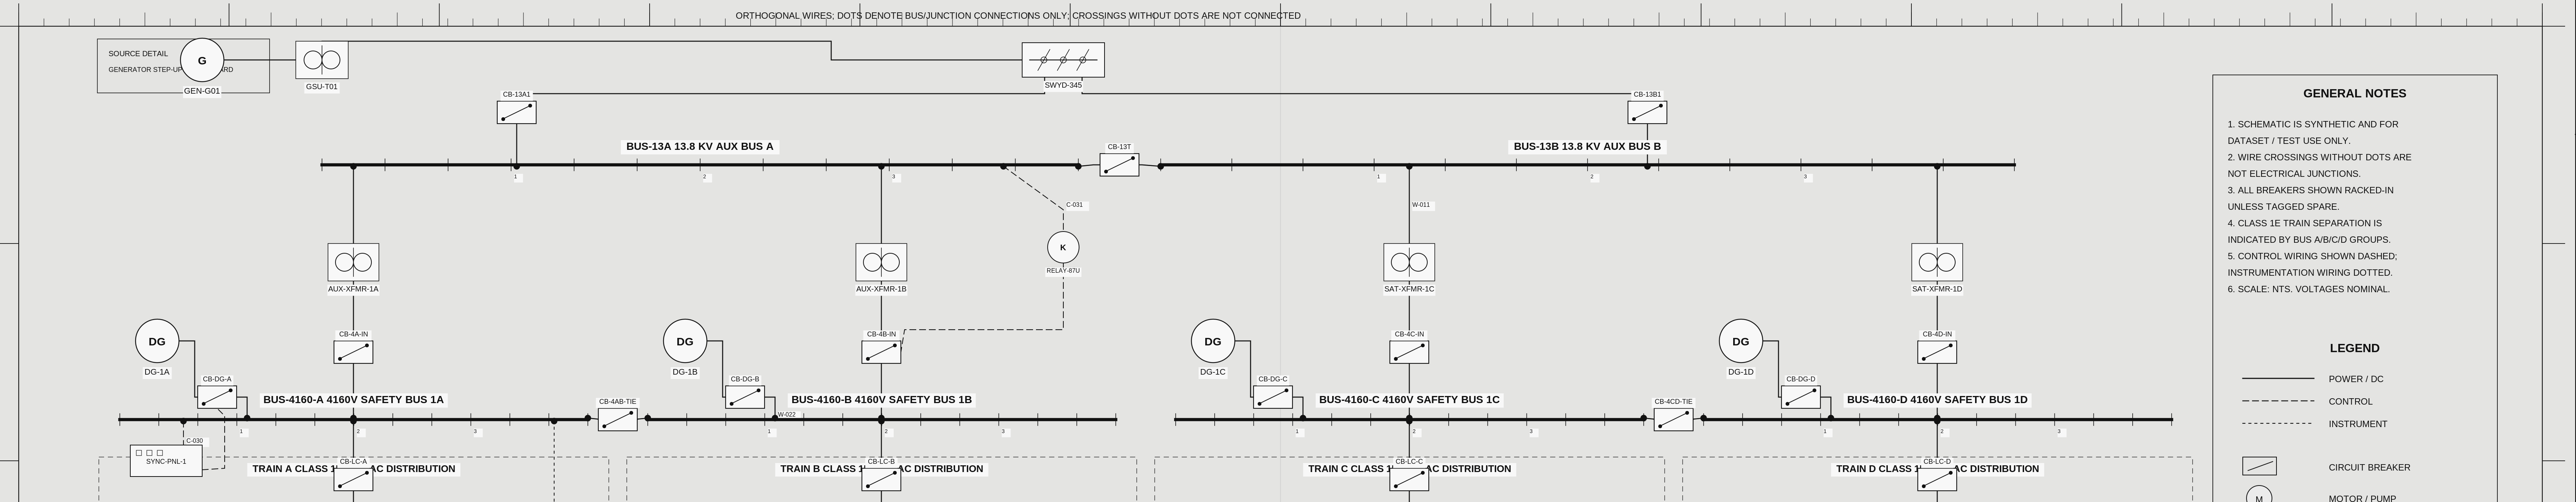 ORTHOGONAL WIRES; DOTS DENOTE BUS/JUNCTION CONNECTIONS ONLY; CROSSINGS WITHOUT DOTS ARE NOT CONNECTED
SOURCE DETAIL
G
GENERATOR STEP-UP
GEN-G01
GSU-T01
SWYD-345
CB-13A1
CB-13B1
BUS-13A 13.8 KV AUX BUS A
CB-13T
BUS-13B 13.8 KV AUX BUS B
1
2
3
1
2
3
C-031
W-011
K
RELAY-87U
AUX-XFMR-1A
AUX-XFMR-1B
SAT-XFMR-1C
SAT-XFMR-1D
CB-4A-IN
CB-4B-IN
CB-4C-IN
CB-4D-IN
DG
DG
DG
DG
DG-1A
DG-1B
DG-1C
DG-1D
CB-DG-A
CB-DG-B
CB-DG-C
CB-DG-D
BUS-4160-A 4160V SAFETY BUS 1A
CB-4AB-TIE
BUS-4160-B 4160V SAFETY BUS 1B
BUS-4160-C 4160V SAFETY BUS 1C
CB-4CD-TIE
BUS-4160-D 4160V SAFETY BUS 1D
W-022
1
2
3
1
2
3
1
2
3
1
2
3
C-030
SYNC-PNL-1
CB-LC-A
CB-LC-B
CB-LC-C
CB-LC-D
TRAIN A CLASS AC DISTRIBUTION
TRAIN B CLASS AC DISTRIBUTION
TRAIN C CLASS AC DISTRIBUTION
TRAIN D CLASS AC DISTRIBUTION
GENERAL NOTES
1. SCHEMATIC IS SYNTHETIC AND FOR
DATASET / TEST USE ONLY.
2. WIRE CROSSINGS WITHOUT DOTS ARE
NOT ELECTRICAL JUNCTIONS.
3. ALL BREAKERS SHOWN RACKED-IN
UNLESS TAGGED SPARE.
4. CLASS 1E TRAIN SEPARATION IS
INDICATED BY BUS A/B/C/D GROUPS.
5. CONTROL WIRING SHOWN DASHED;
INSTRUMENTATION WIRING DOTTED.
6. SCALE: NTS. VOLTAGES NOMINAL.
LEGEND
POWER / DC
CONTROL
INSTRUMENT
CIRCUIT BREAKER
M
MOTOR / PUMP